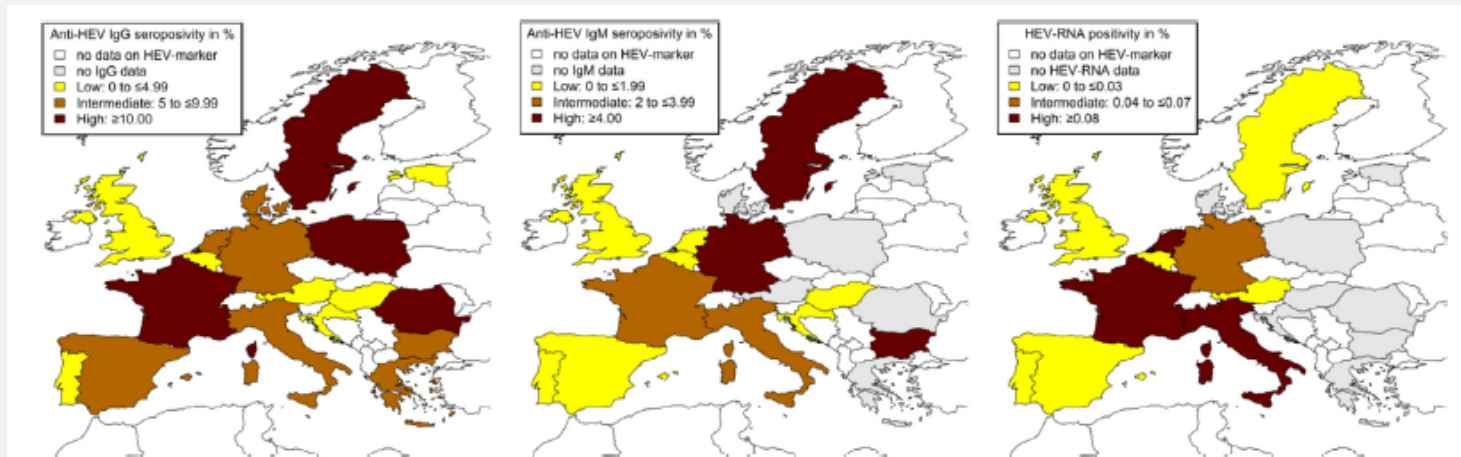 Anti-HEV IgG seroposivity in %
no data on HEV-marker
no IgG data
Low: 0 to ≤4.99
Intermediate: 5 to ≤9.99
High: ≥10.00
Anti-HEV IgM seroposivity in %
no data on HEV-marker
no IgM data
Low: 0 to ≤1.99
Intermediate: 2 to ≤3.99
High: ≥4.00
HEV-RNA positivity in %
no data on HEV-marker
no HEV-RNA data
Low: 0 to ≤0.03
Intermediate: 0.04 to ≤0.07
High: ≥0.08